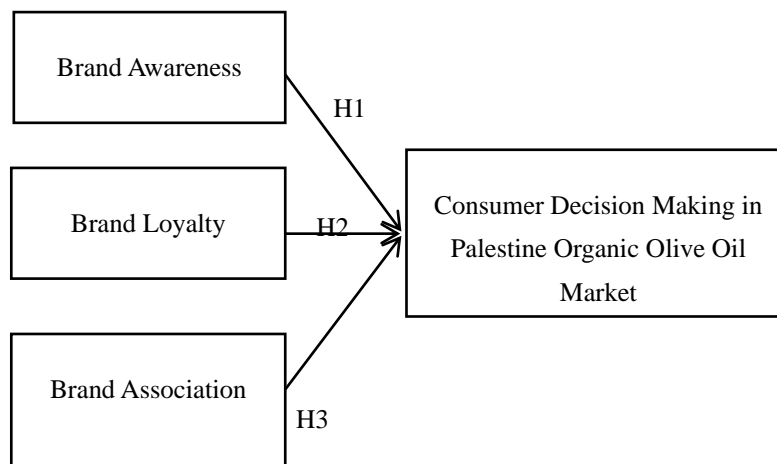 Brand Awareness
H1
Brand Loyalty
H2
Consumer Decision Making in
Palestine Organic Olive Oil
Market
Brand Association
H3